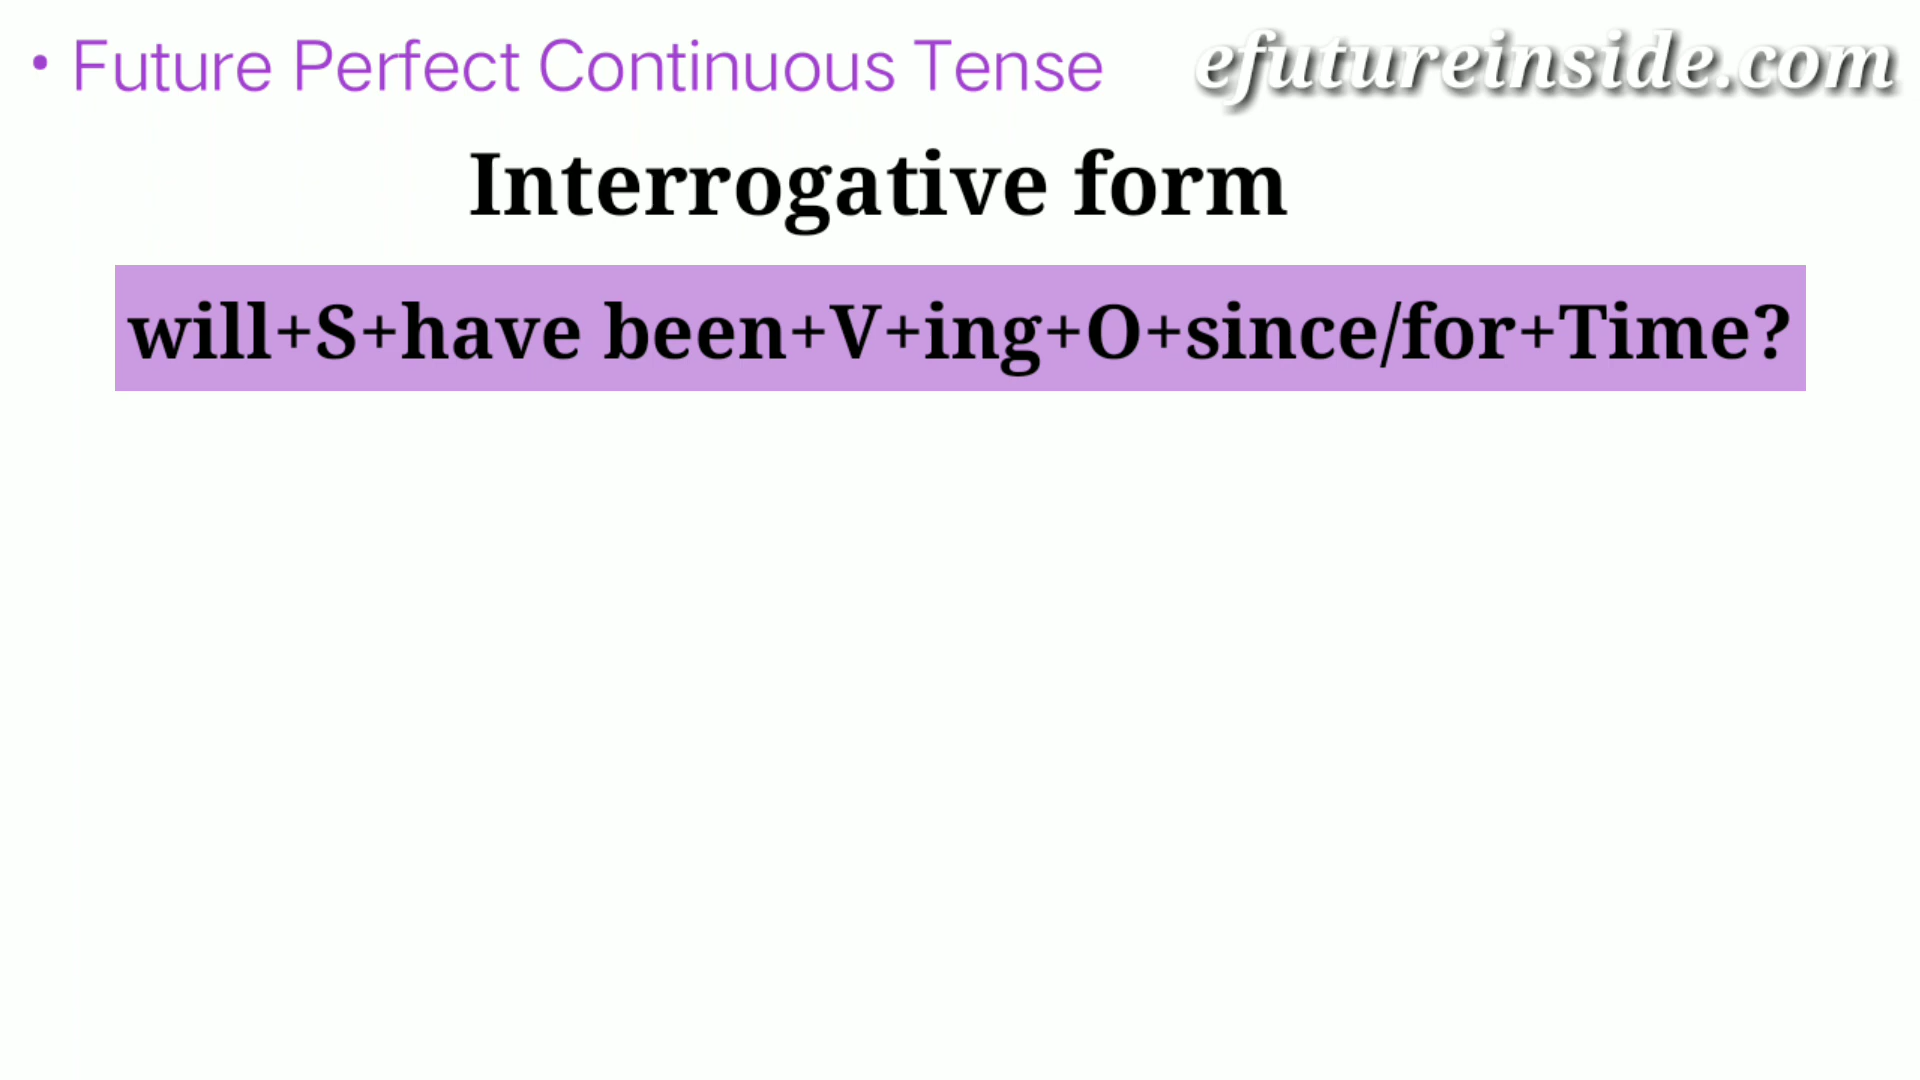 • Future Perfect Continuous Tense
efutureinside.com
Interrogative form
will+S+have been+V+ing+O+since/for+Time?